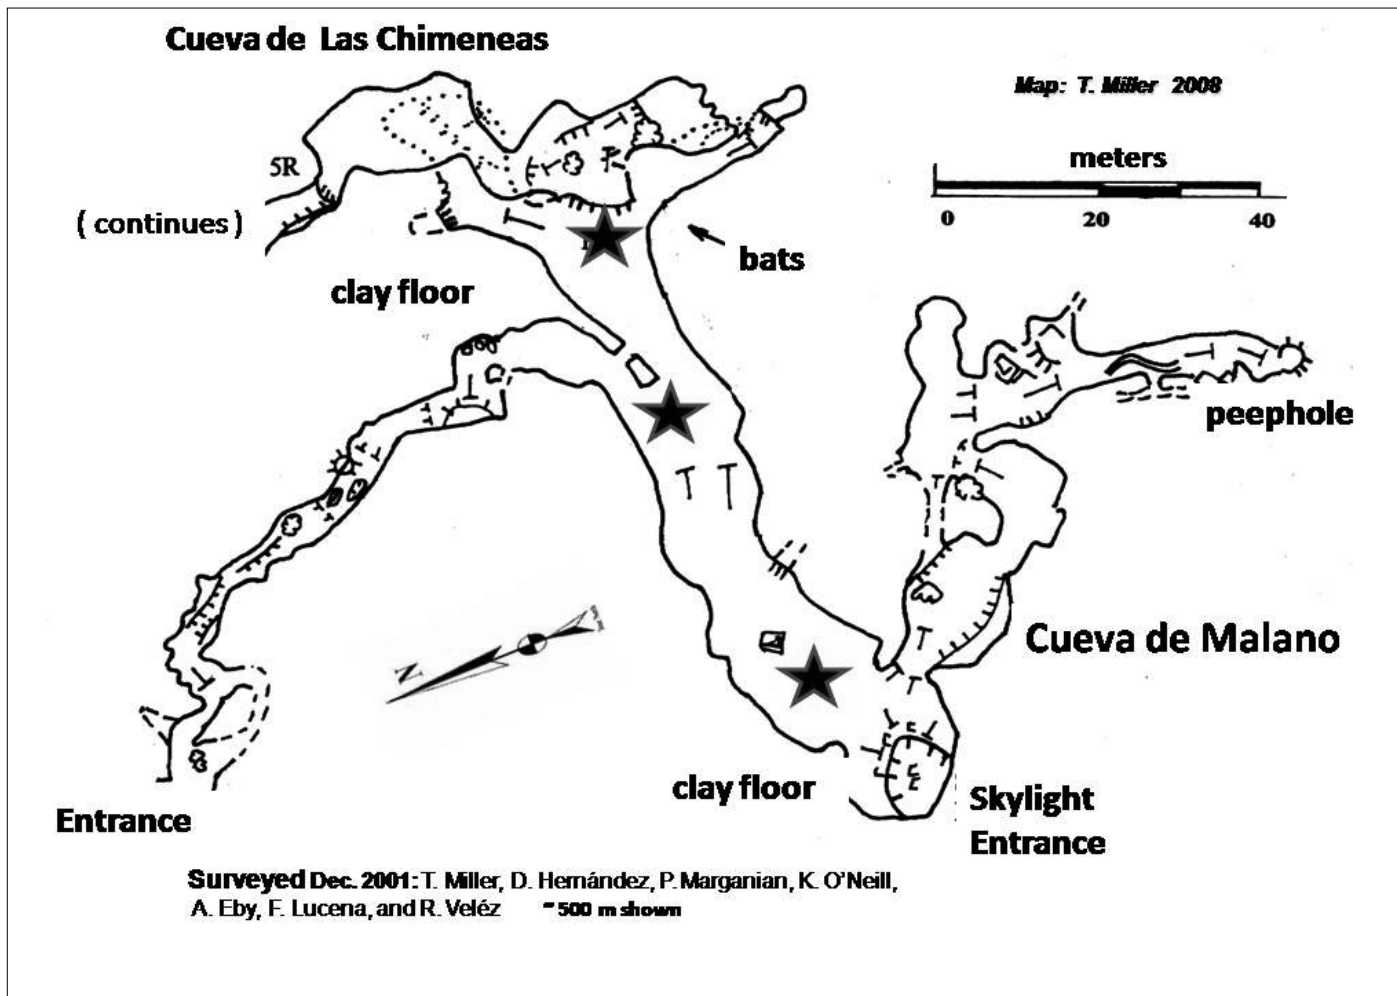 Cueva de Las Chimeneas
Map: T. Miller 2008
5R
meters
0 20 40
( continues )
bats
clay floor
peephole
Cueva de Malano
N
clay floor
Skylight
Entrance
Entrance
Surveyed Dec. 2001: T. Miller, D. Hernández, P. Marganian, K. O'Neill,
A. Eby, F. Lucena, and R. Veléz ~ 500 m shown